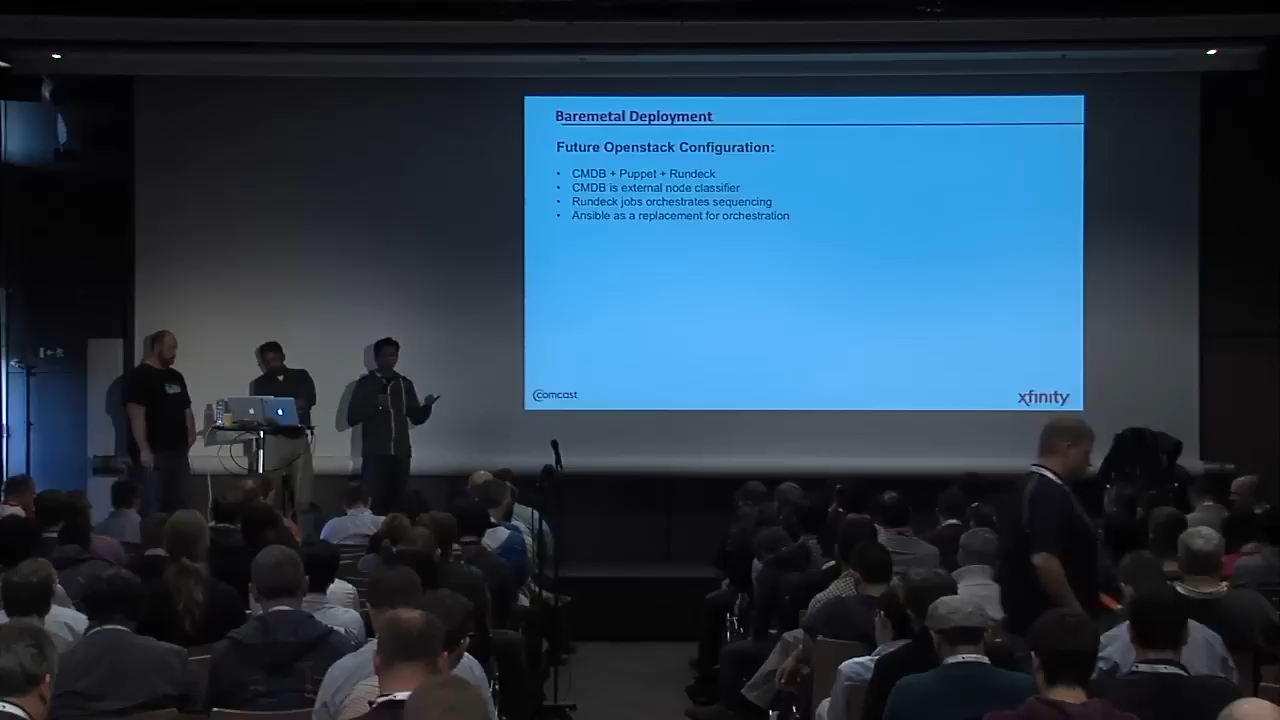 Baremetal Deployment
Future Openstack Configuration:
• CMDB + Puppet + Rundeck
• CMDB is external node classifier
• Rundeck jobs orchestrates sequencing
• Ansible as a replacement for orchestration
Comcast
xfinity